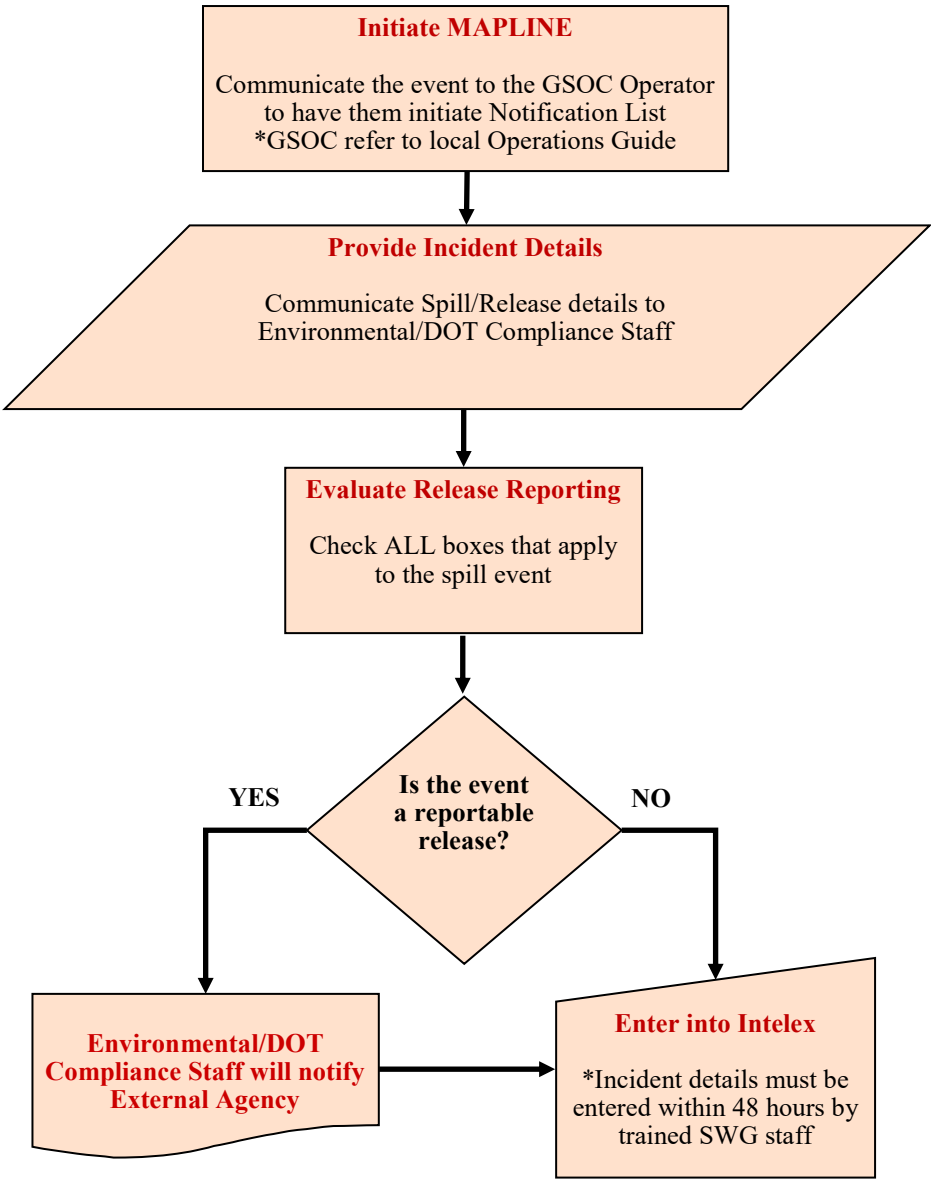 Initiate MAPLINE
Communicate the event to the GSOC Operator
to have them initiate Notification List
*GSOC refer to local Operations Guide
Provide Incident Details
Communicate Spill/Release details to
Environmental/DOT Compliance Staff
Evaluate Release Reporting
Check ALL boxes that apply
to the spill event
Is the event
a reportable
release?
YES
NO
Environmental/DOT
Compliance Staff will notify
External Agency
Enter into Intelex
*Incident details must be
entered within 48 hours by
trained SWG staff